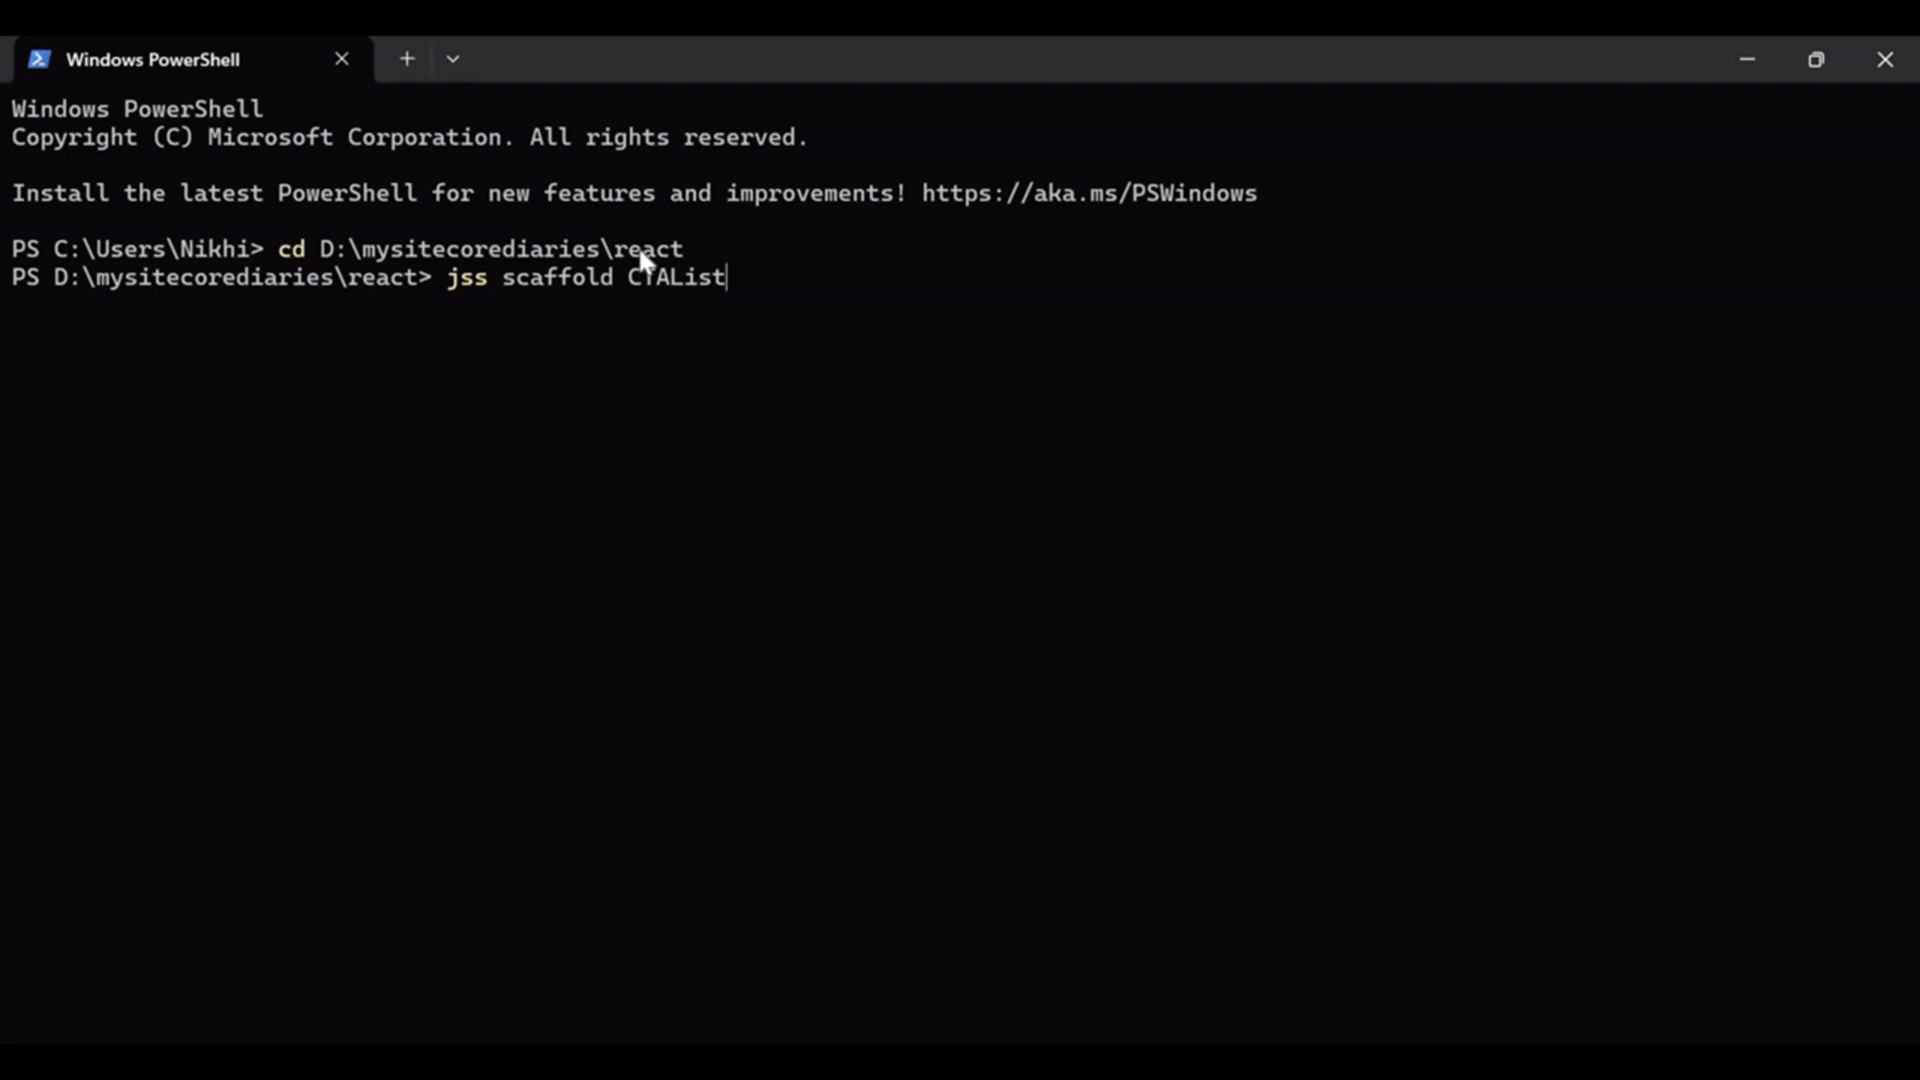 Windows PowerShell
Windows PowerShell
Copyright (C) Microsoft Corporation. All rights reserved.
Install the latest PowerShell for new features and improvements! https://aka.ms/PSWindows
PS C:\Users\Nikhi> cd D:\mysitecorediaries\react
PS D:\mysitecorediaries\react> jss scaffold CTAList